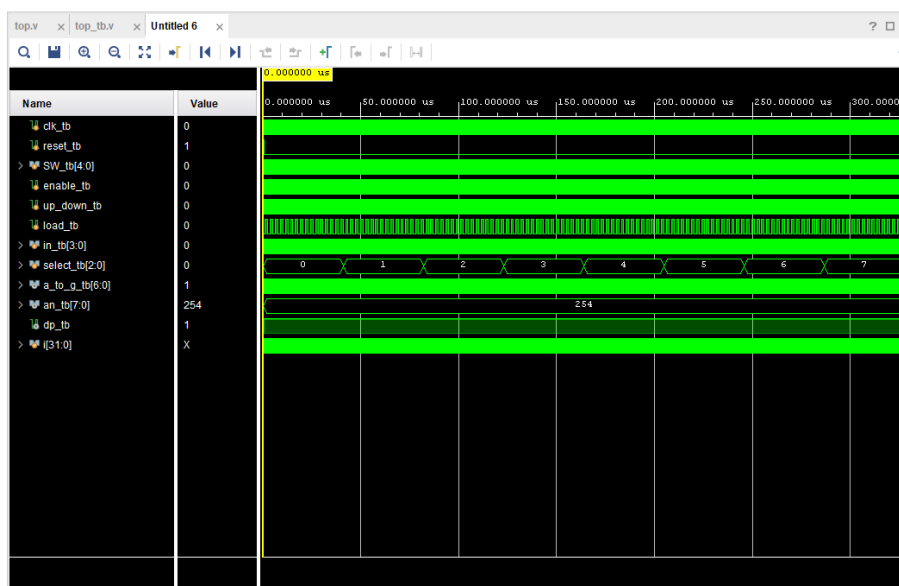 top.v × top_tb.v × Untitled 6 × ?
0.000000 us
Name Value
0.000000 us 50.000000 us 100.000000 us 150.000000 us 200.000000 us 250.000000 us 300.0000
clk_tb 0
reset_tb 1
> SW_tb[4:0] 0
enable_tb 0
up_down_tb 0
load_tb 0
> in_tb[3:0] 0
> select_tb[2:0] 0 0 1 2 3 4 5 6 7
> a_to_g_tb[6:0] 1
> an_tb[7:0] 254 254
dp_tb 1
> i[31:0] X